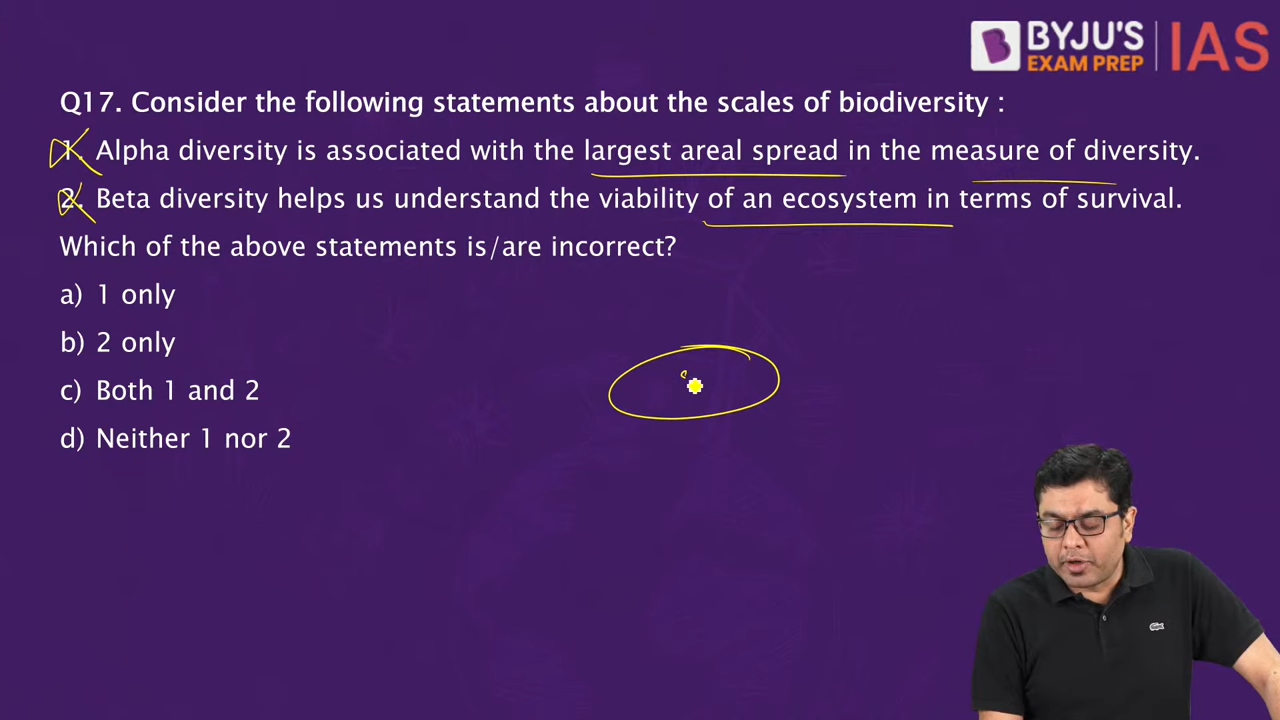 BYJU'S
EXAM PREP
IAS
Q17. Consider the following statements about the scales of biodiversity :
1. Alpha diversity is associated with the largest areal spread in the measure of diversity.
2. Beta diversity helps us understand the viability of an ecosystem in terms of survival.
Which of the above statements is/are incorrect?
a) 1 only
b) 2 only
c) Both 1 and 2
d) Neither 1 nor 2